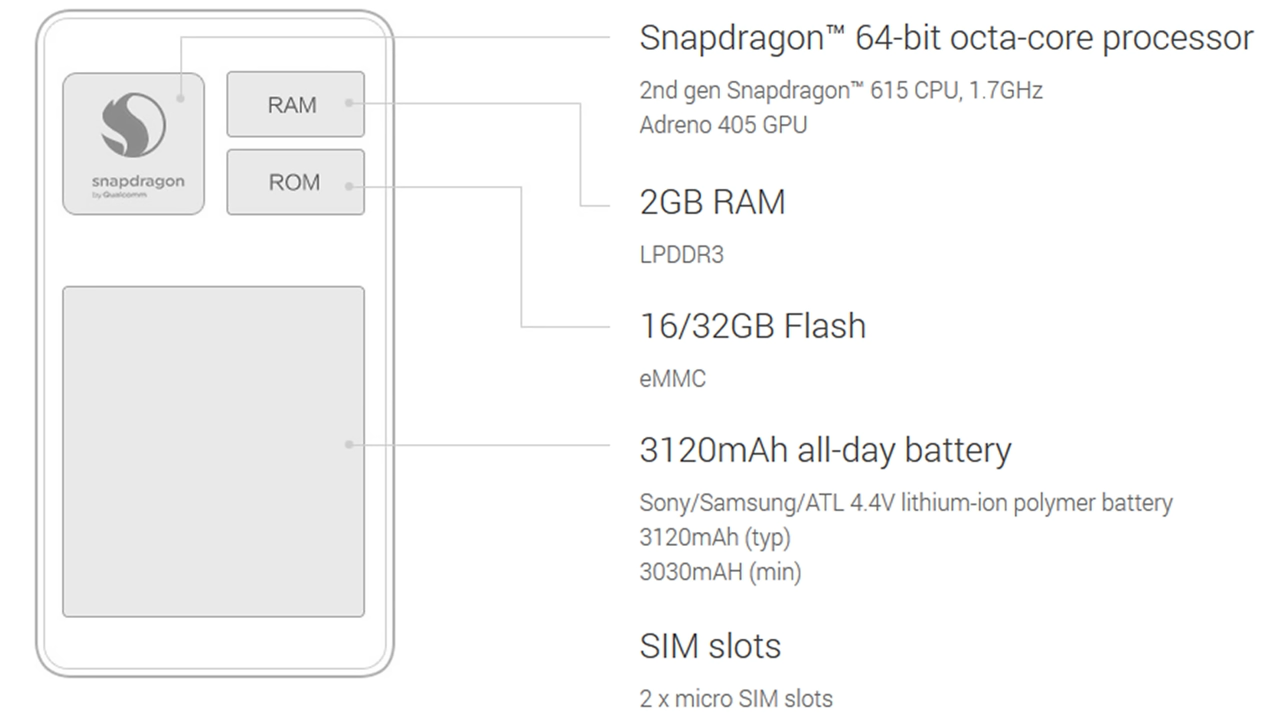 Snapdragon™ 64-bit octa-core processor
2nd gen Snapdragon™ 615 CPU, 1.7GHz
Adreno 405 GPU
snapdragon
by Qualcomm
RAM
ROM
2GB RAM
LPDDR3
16/32GB Flash
eMMC
3120mAh all-day battery
Sony/Samsung/ATL 4.4V lithium-ion polymer battery
3120mAh (typ)
3030mAH (min)
SIM slots
2 x micro SIM slots